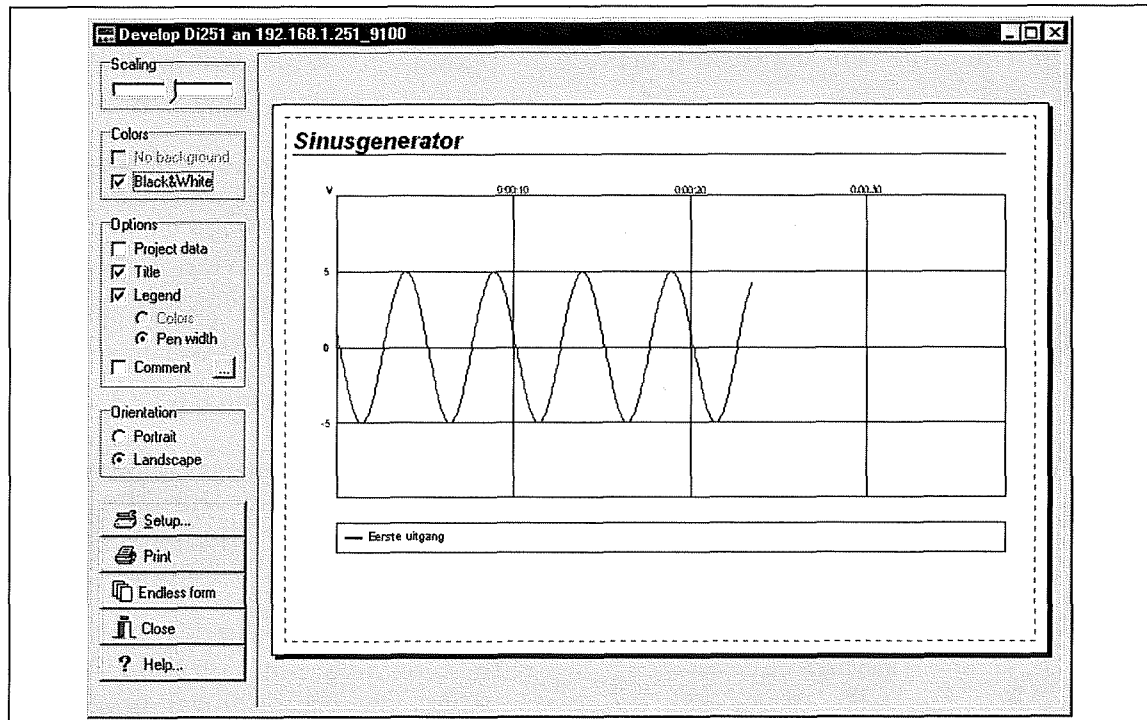 Develop Di251 an 192.168.1.251_9100
Scaling
Colors
No background
Black&White
Options
Project data
Title
Legend
Colors
Pen width
Comment
...
Orientation
Portrait
Landscape
Setup...
Print
Endless form
Close
? Help...
Sinusgenerator
V 0:00:10 0:00:20 0:00:30
5
0
-5
Eerste uitgang